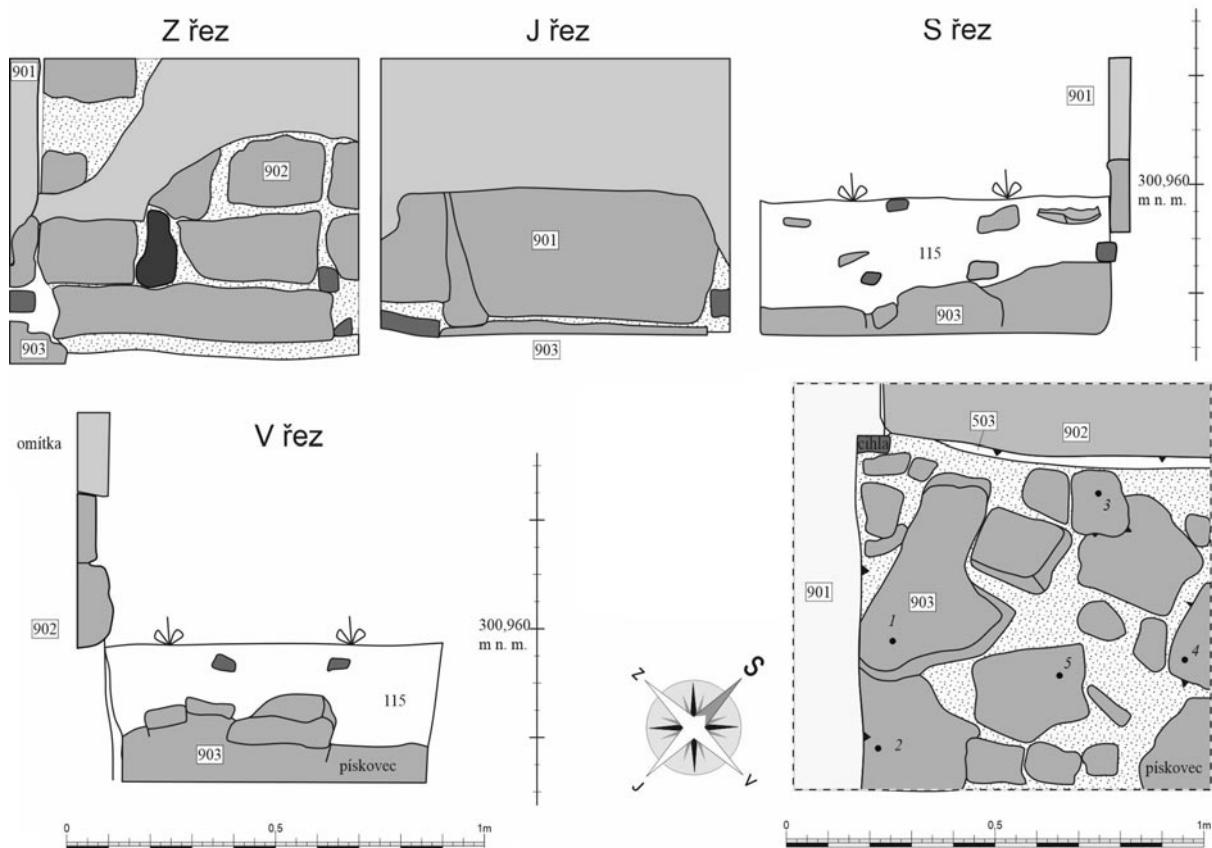 Z řez
J řez
S řez
901
902
903
901
903
901
300,960
m n. m.
115
903
omítka
V řez
902
300,960
m n. m.
115
903
pískovec
S
Z
J
V
503
902
cihla
3
901
903
1
4
5
2
pískovec
0
0,5
1m
0
0,5
1m